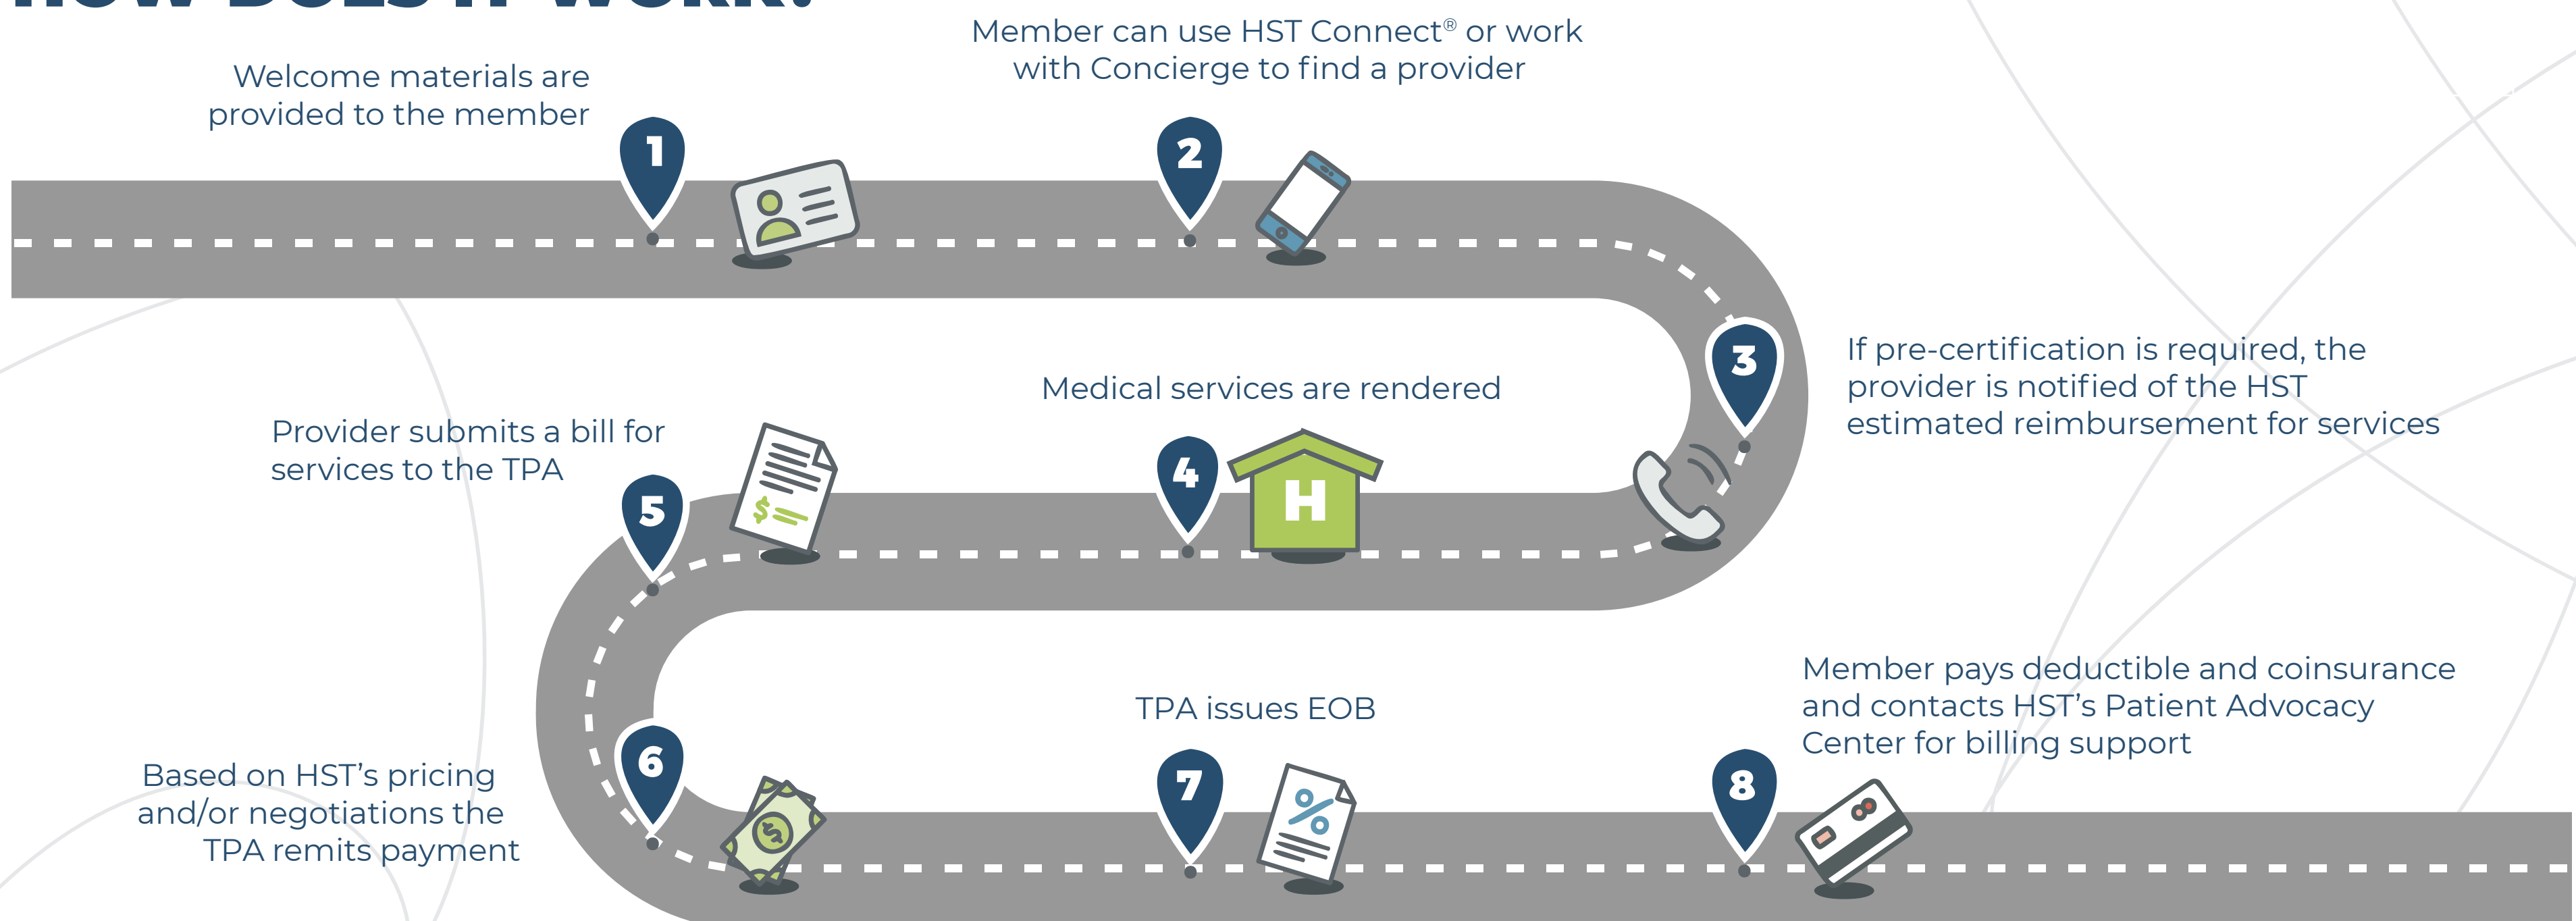 HOW DOES IT WORK?
Welcome materials are
provided to the member
1
Member can use HST Connect® or work
with Concierge to find a provider
2
3
If pre-certification is required, the
provider is notified of the HST
estimated reimbursement for services
Medical services are rendered
4
H
Provider submits a bill for
services to the TPA
5
$
Based on HST’s pricing
and/or negotiations the
TPA remits payment
6
$
TPA issues EOB
7
%
Member pays deductible and coinsurance
and contacts HST’s Patient Advocacy
Center for billing support
8